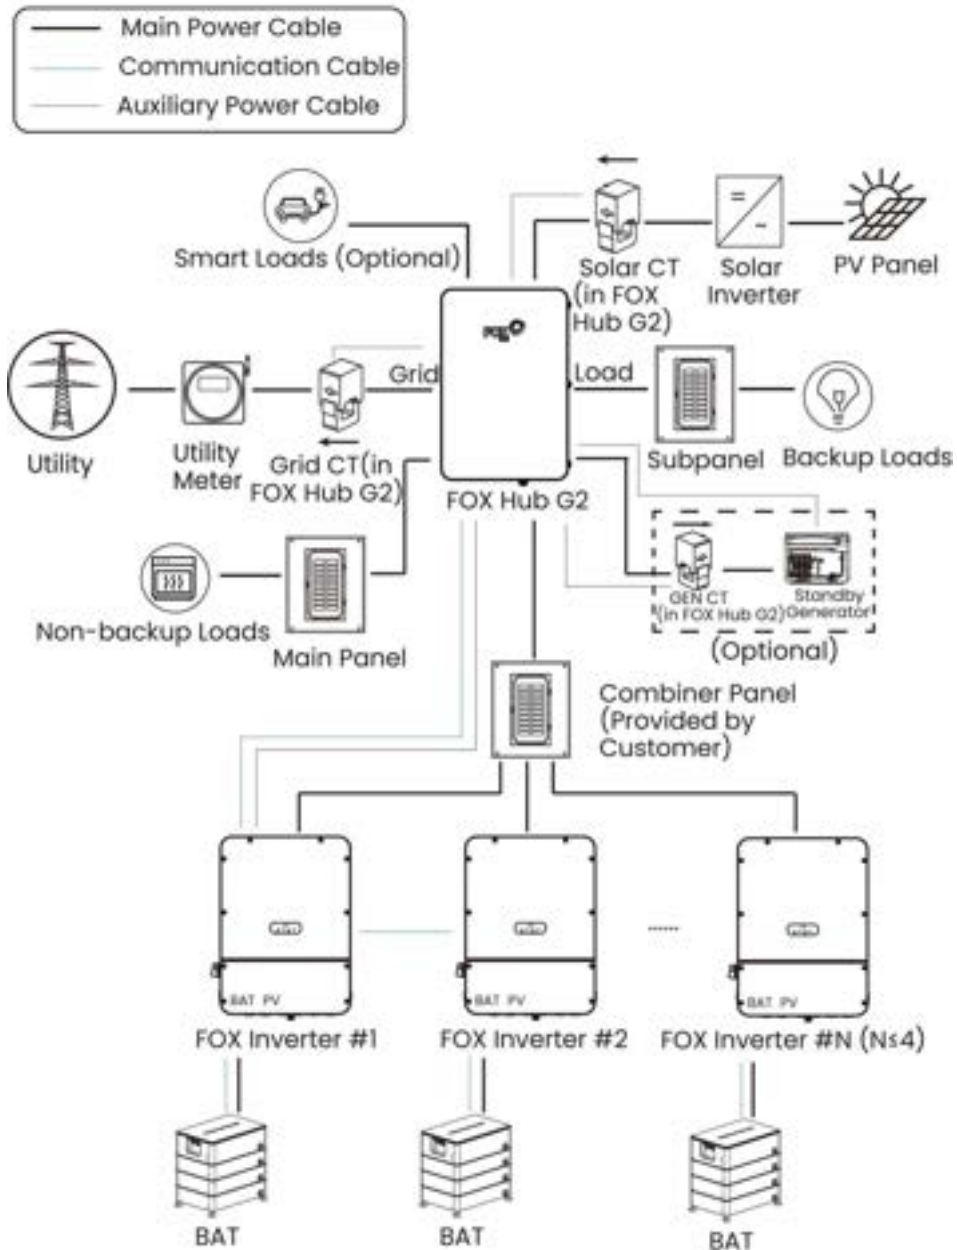 Main Power Cable
Communication Cable
Auxiliary Power Cable
Smart Loads (Optional)
Solar CT
(in FOX
Hub G2)
Solar
Inverter
PV Panel
Grid
Load
Utility
Utility
Meter
Grid CT(in
FOX Hub G2)
FOX Hub G2
Subpanel
Backup Loads
Non-backup Loads
Main Panel
GEN CT
(in FOX Hub G2)
Standby
Generator
(Optional)
Combiner Panel
(Provided by
Customer)
BAT PV
BAT PV
BAT PV
FOX Inverter #1
FOX Inverter #2
FOX Inverter #N (N≤4)
BAT
BAT
BAT